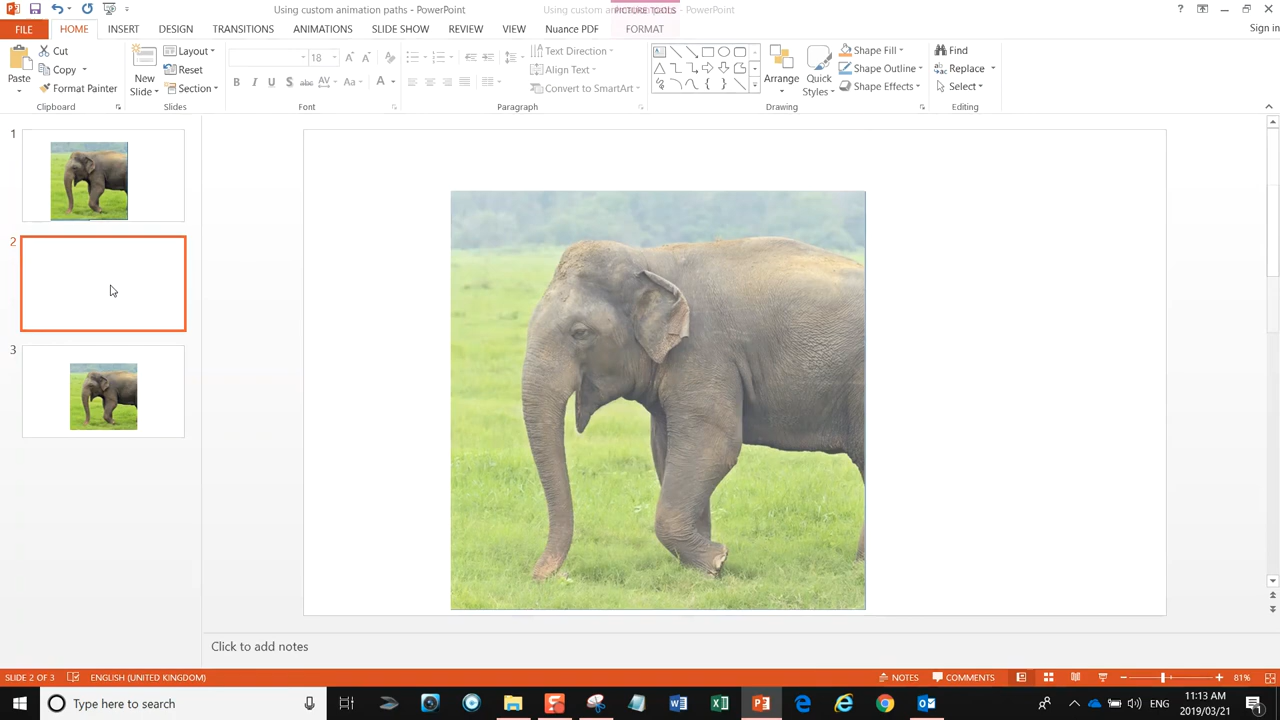 Using custom animation paths - PowerPoint
PICTURE TOOLS
Sign in
FILE HOME INSERT DESIGN TRANSITIONS ANIMATIONS SLIDE SHOW REVIEW VIEW Nuance PDF FORMAT
Paste
Cut
Copy
Format Painter
Clipboard
New
Slide
Layout
Reset
Section
Slides
18
B I U S abc AV Aa A
Font
Text Direction
Align Text
Convert to SmartArt
Paragraph
Arrange
Quick
Styles
Shape Fill
Shape Outline
Shape Effects
Drawing
Find
Replace
Select
Editing
1
2
3
Click to add notes
SLIDE 2 OF 3 ENGLISH (UNITED KINGDOM) NOTES COMMENTS 81%
Type here to search
ENG
11:13 AM
2019/03/21